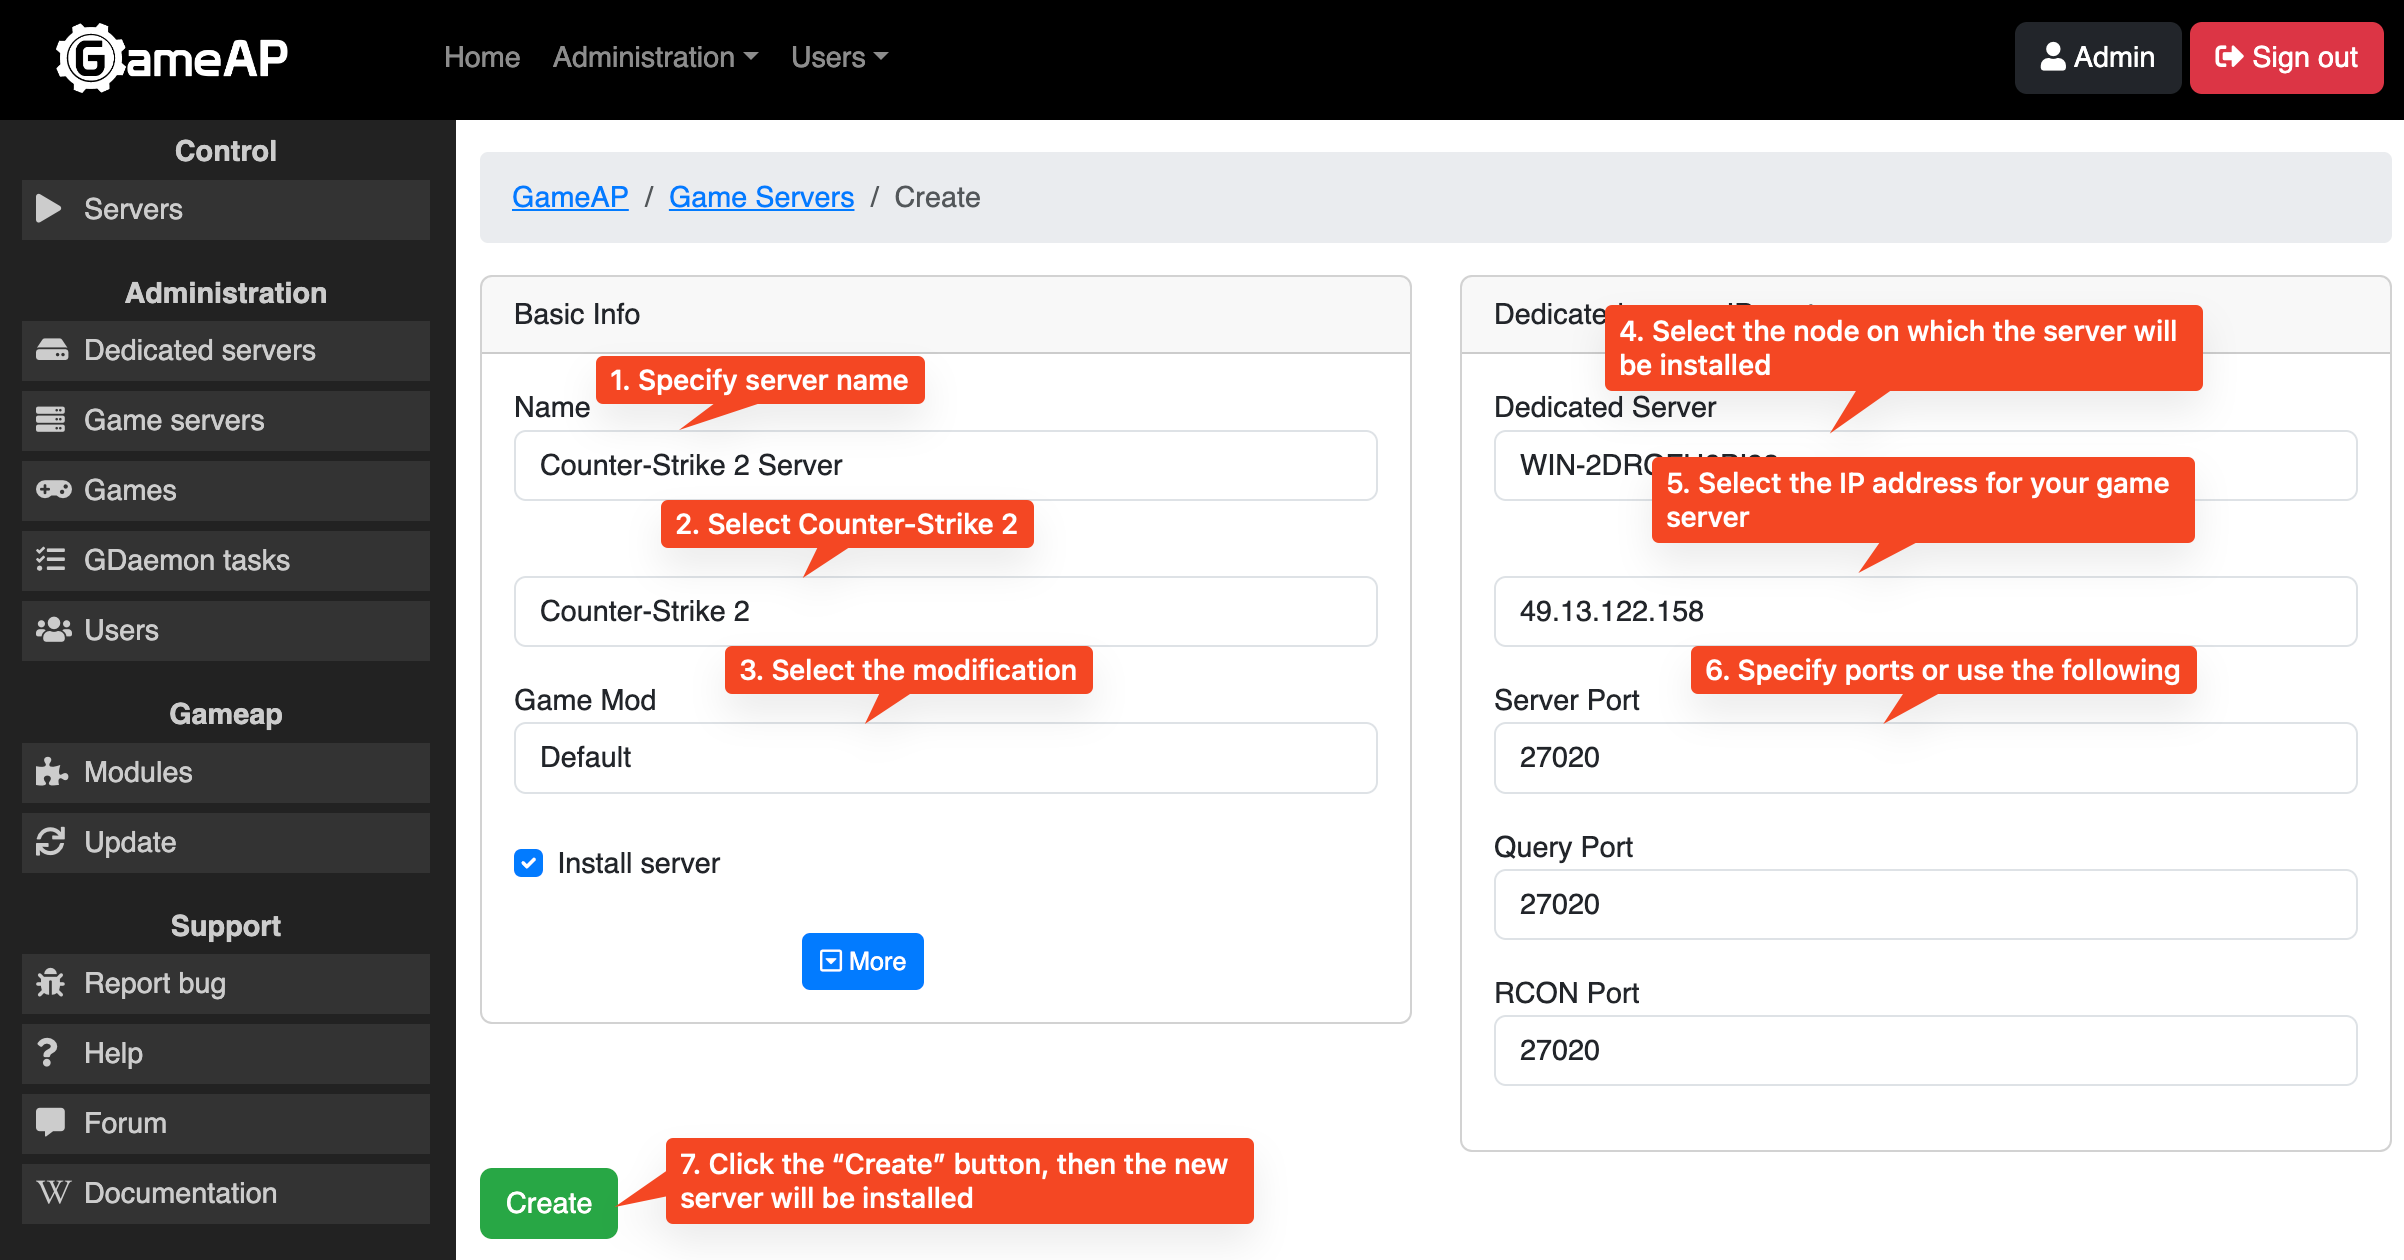 GameAP
Home Administration Users
Admin
Sign out
Control
Servers
Administration
Dedicated servers
Game servers
Games
GDaemon tasks
Users
Gameap
Modules
Update
Support
Report bug
Help
Forum
Documentation
GameAP / Game Servers / Create
Basic Info
1. Specify server name
Name
Counter-Strike 2 Server
2. Select Counter-Strike 2
Counter-Strike 2
3. Select the modification
Game Mod
Default
Install server
More
4. Select the node on which the server will
be installed
Dedicated Server
5. Select the IP address for your game
server
49.13.122.158
6. Specify ports or use the following
Server Port
27020
Query Port
27020
RCON Port
27020
Create
7. Click the “Create” button, then the new
server will be installed